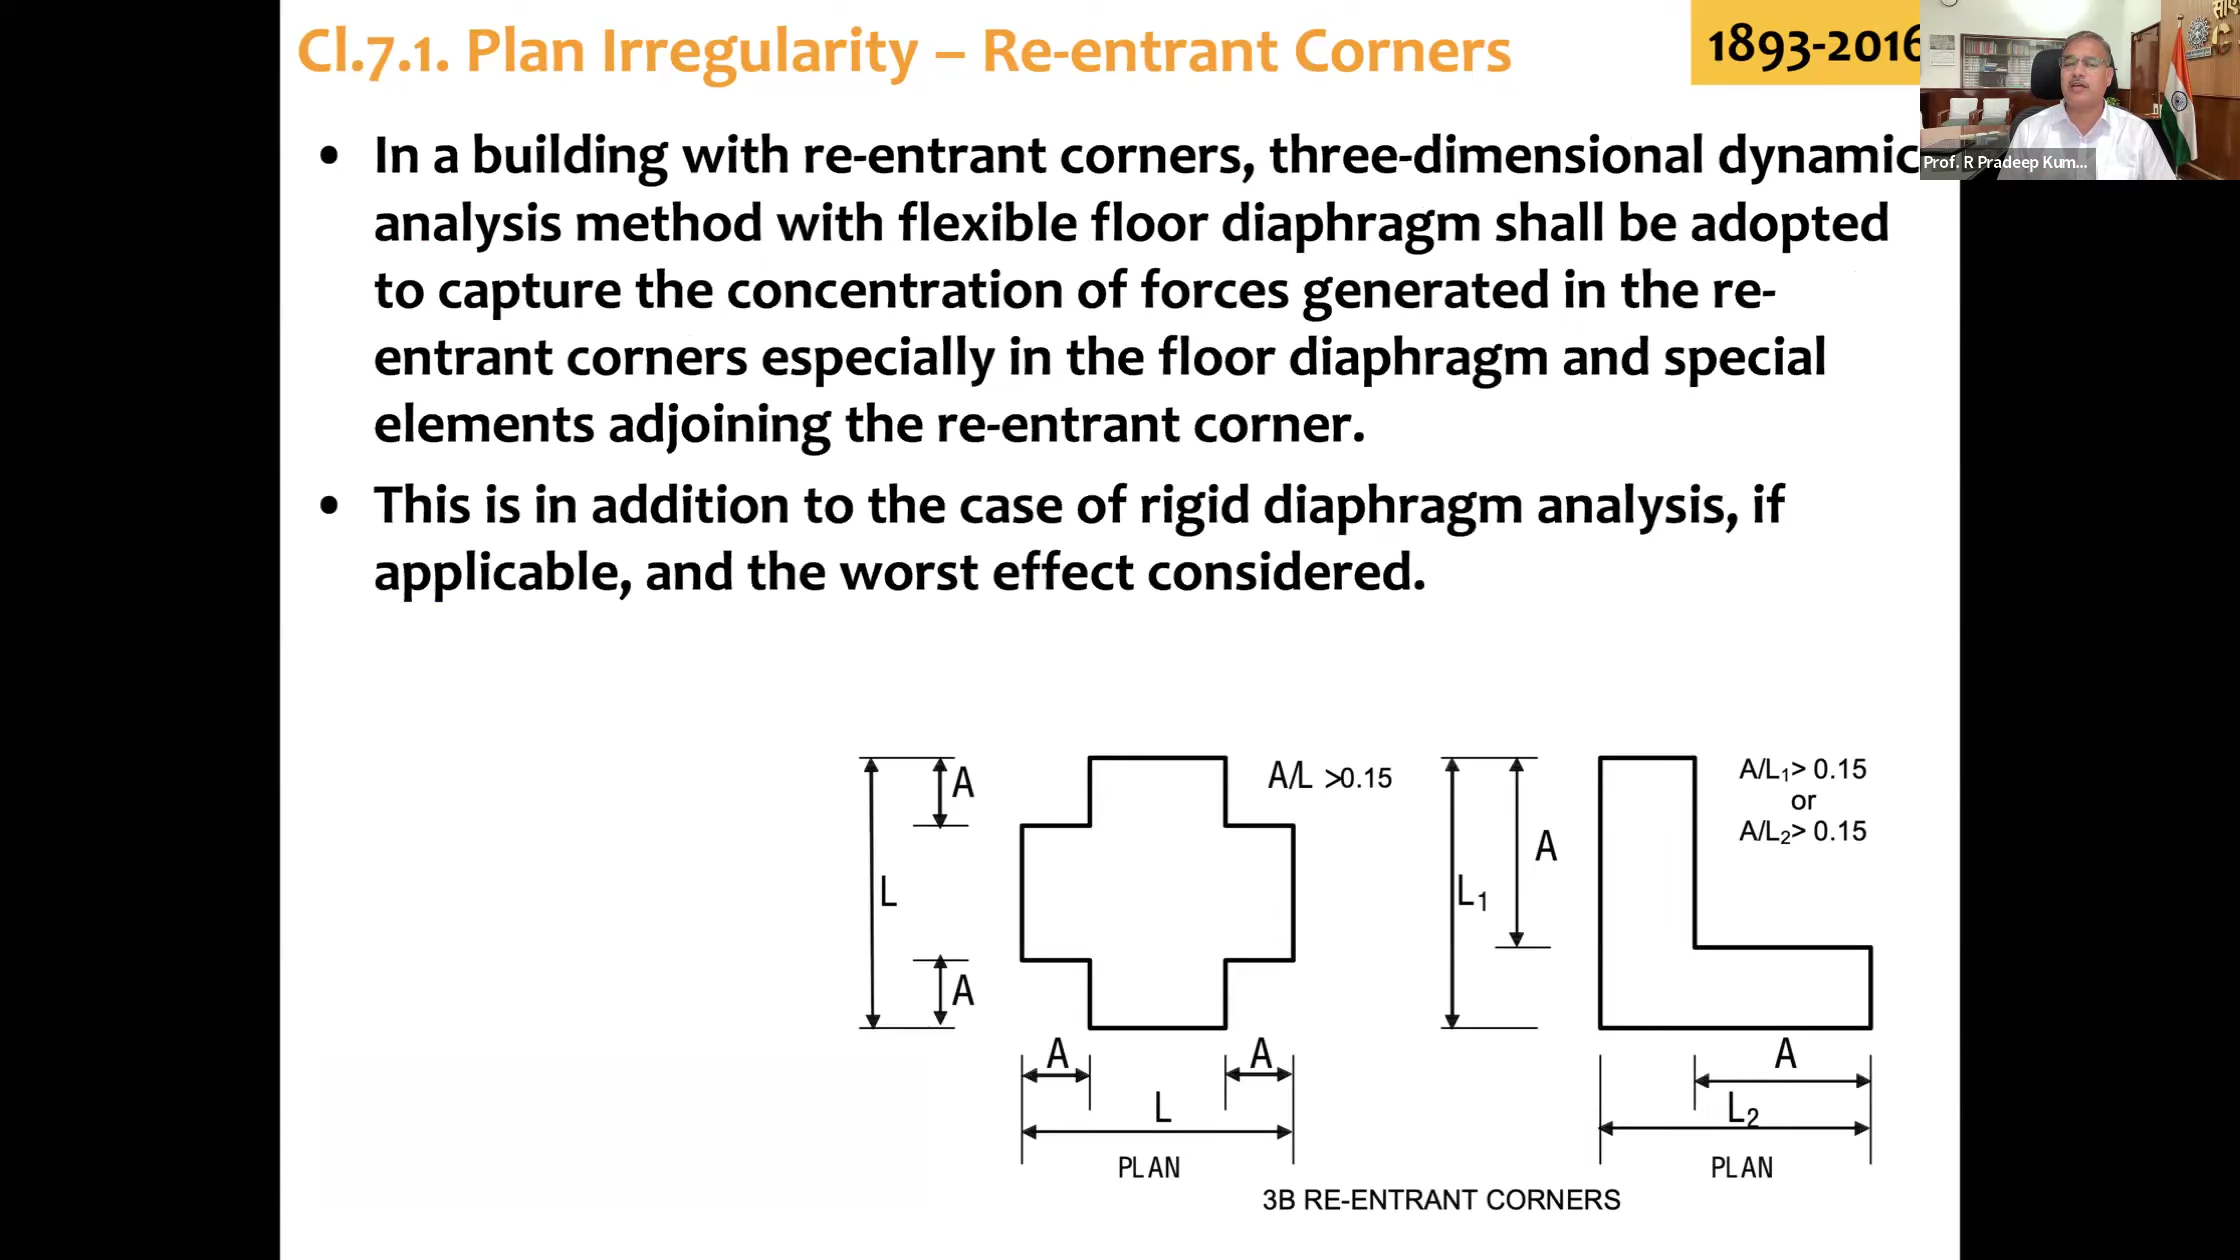 Cl.7.1. Plan Irregularity – Re-entrant Corners
1893-2016
Prof. R Pradeep Kum...
• In a building with re-entrant corners, three-dimensional dynamic
analysis method with flexible floor diaphragm shall be adopted
to capture the concentration of forces generated in the re-
entrant corners especially in the floor diaphragm and special
elements adjoining the re-entrant corner.
• This is in addition to the case of rigid diaphragm analysis, if
applicable, and the worst effect considered.
A
L
A
A/L >0.15
A
A
L
PLAN
L1
A
A/L1> 0.15
or
A/L2> 0.15
A
L2
PLAN
3B RE-ENTRANT CORNERS